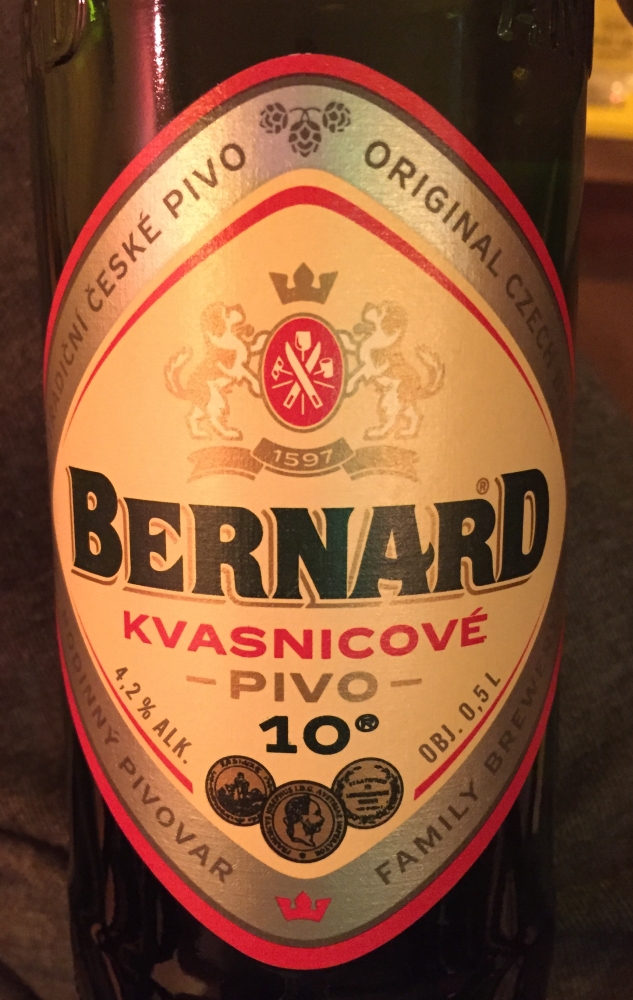 ČESKÉ PIVO
ORIGINAL CZECH
1597
BERNARD®
KVASNICOVÉ
– PIVO –
10°
4,2 % ALK.
OBJ. 0,5 L
PIVOVAR
FAMILY